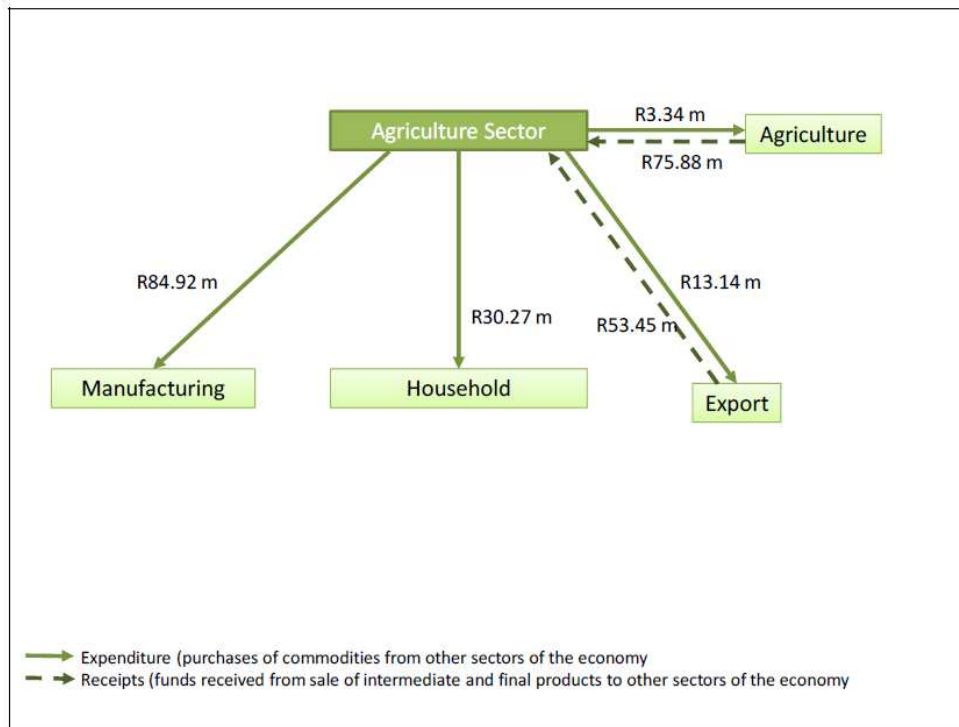 R3.34 m
Agriculture Sector
Agriculture
R75.88 m
R84.92 m
R13.14 m
R30.27 m
R53.45 m
Manufacturing
Household
Export
Expenditure (purchases of commodities from other sectors of the economy
Receipts (funds received from sale of intermediate and final products to other sectors of the economy